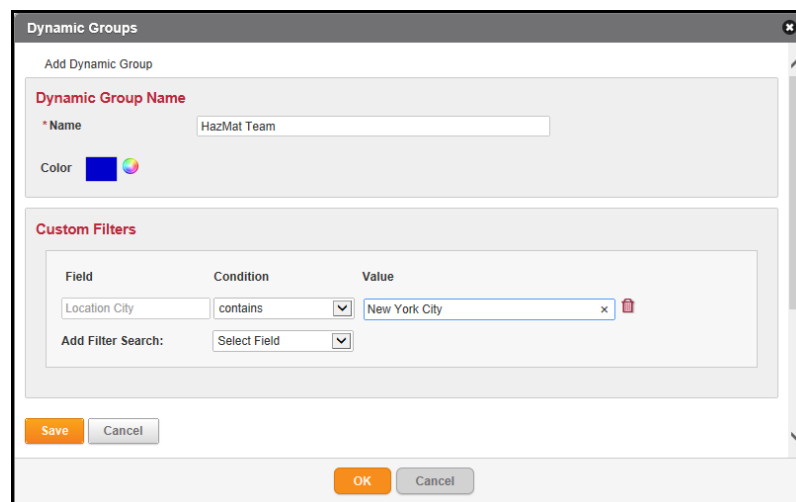 Dynamic Groups
Add Dynamic Group
Dynamic Group Name
*Name HazMat Team
Color
Custom Filters
Field Condition Value
Location City contains New York City ×
Add Filter Search: Select Field
Save Cancel
OK Cancel